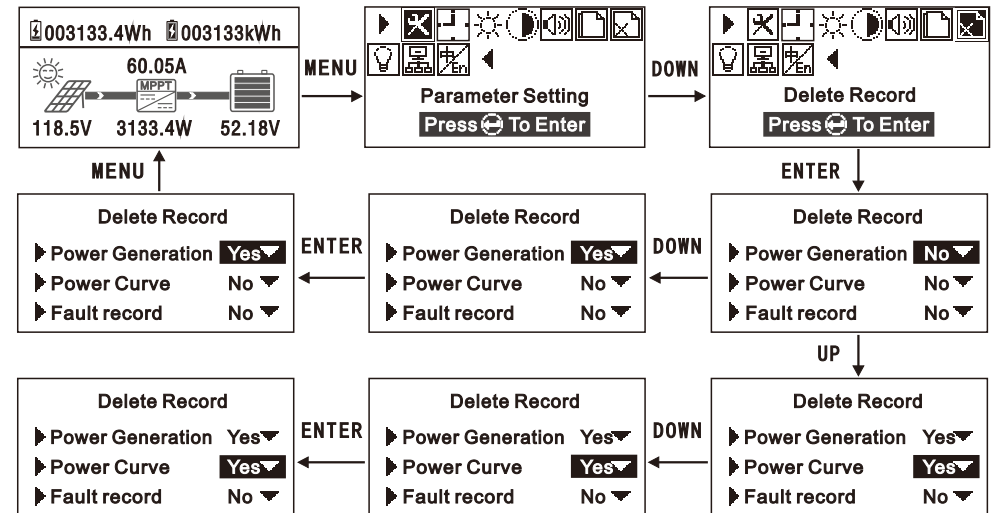 003133.4Wh 003133kWh
60.05A
MPPT
118.5V 3133.4W 52.18V
MENU
中/En
Parameter Setting
Press To Enter
DOWN
中/En
Delete Record
Press To Enter
MENU
ENTER
Delete Record
Power Generation Yes
Power Curve No
Fault record No
ENTER
Delete Record
Power Generation Yes
Power Curve No
Fault record No
DOWN
Delete Record
Power Generation No
Power Curve No
Fault record No
UP
Delete Record
Power Generation Yes
Power Curve Yes
Fault record No
ENTER
Delete Record
Power Generation Yes
Power Curve Yes
Fault record No
DOWN
Delete Record
Power Generation Yes
Power Curve Yes
Fault record No